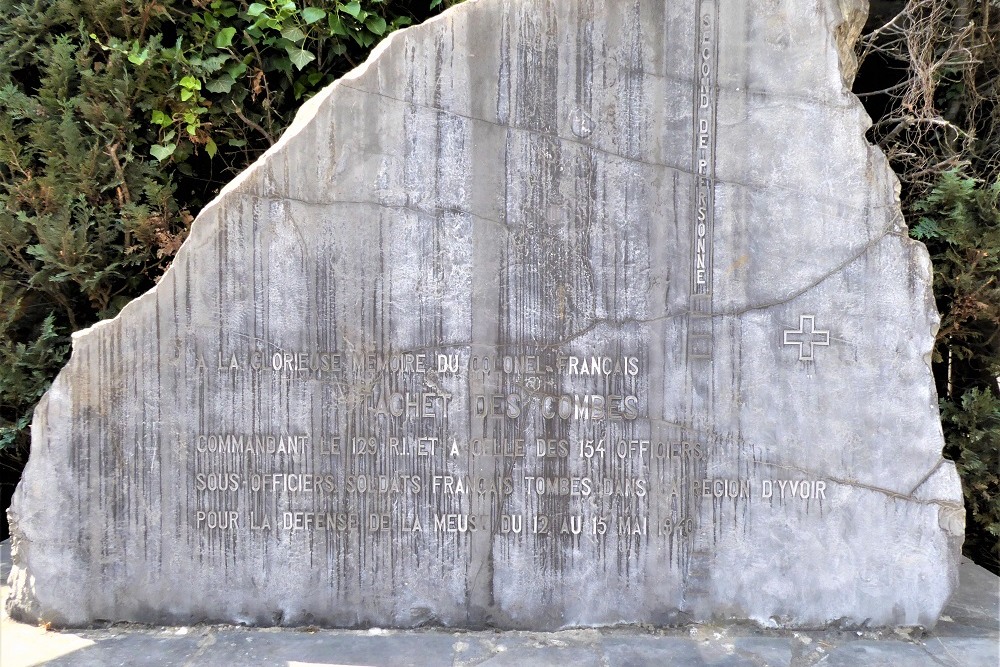 SECOND DE PERSONNE
A LA GLORIEUSE MEMOIRE DU COLONEL FRANÇAIS
TACHET DES COMBES
COMMANDANT LE 129 R.I. ET A CELLE DES 154 OFFICIERS
SOUS-OFFICIERS, SOLDATS FRANÇAIS TOMBES, DANS LA REGION D'YVOIR
POUR LA DEFENSE DE LA MEUSE DU 12 AU 15 MAI 1940